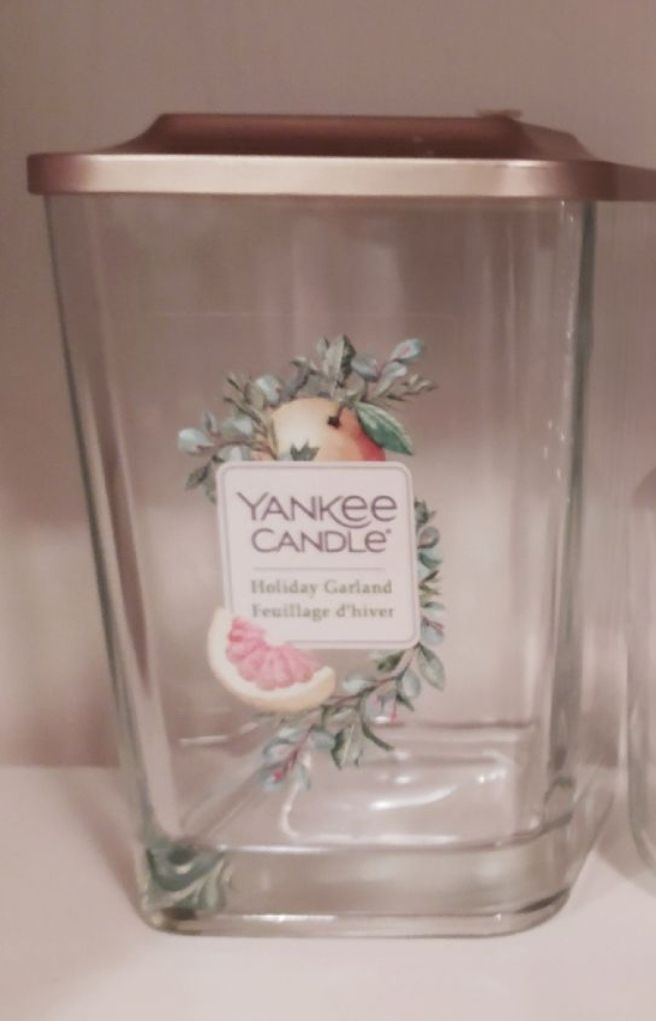 YANKEE
CANDLE®
Holiday Garland
Feuillage d'hiver